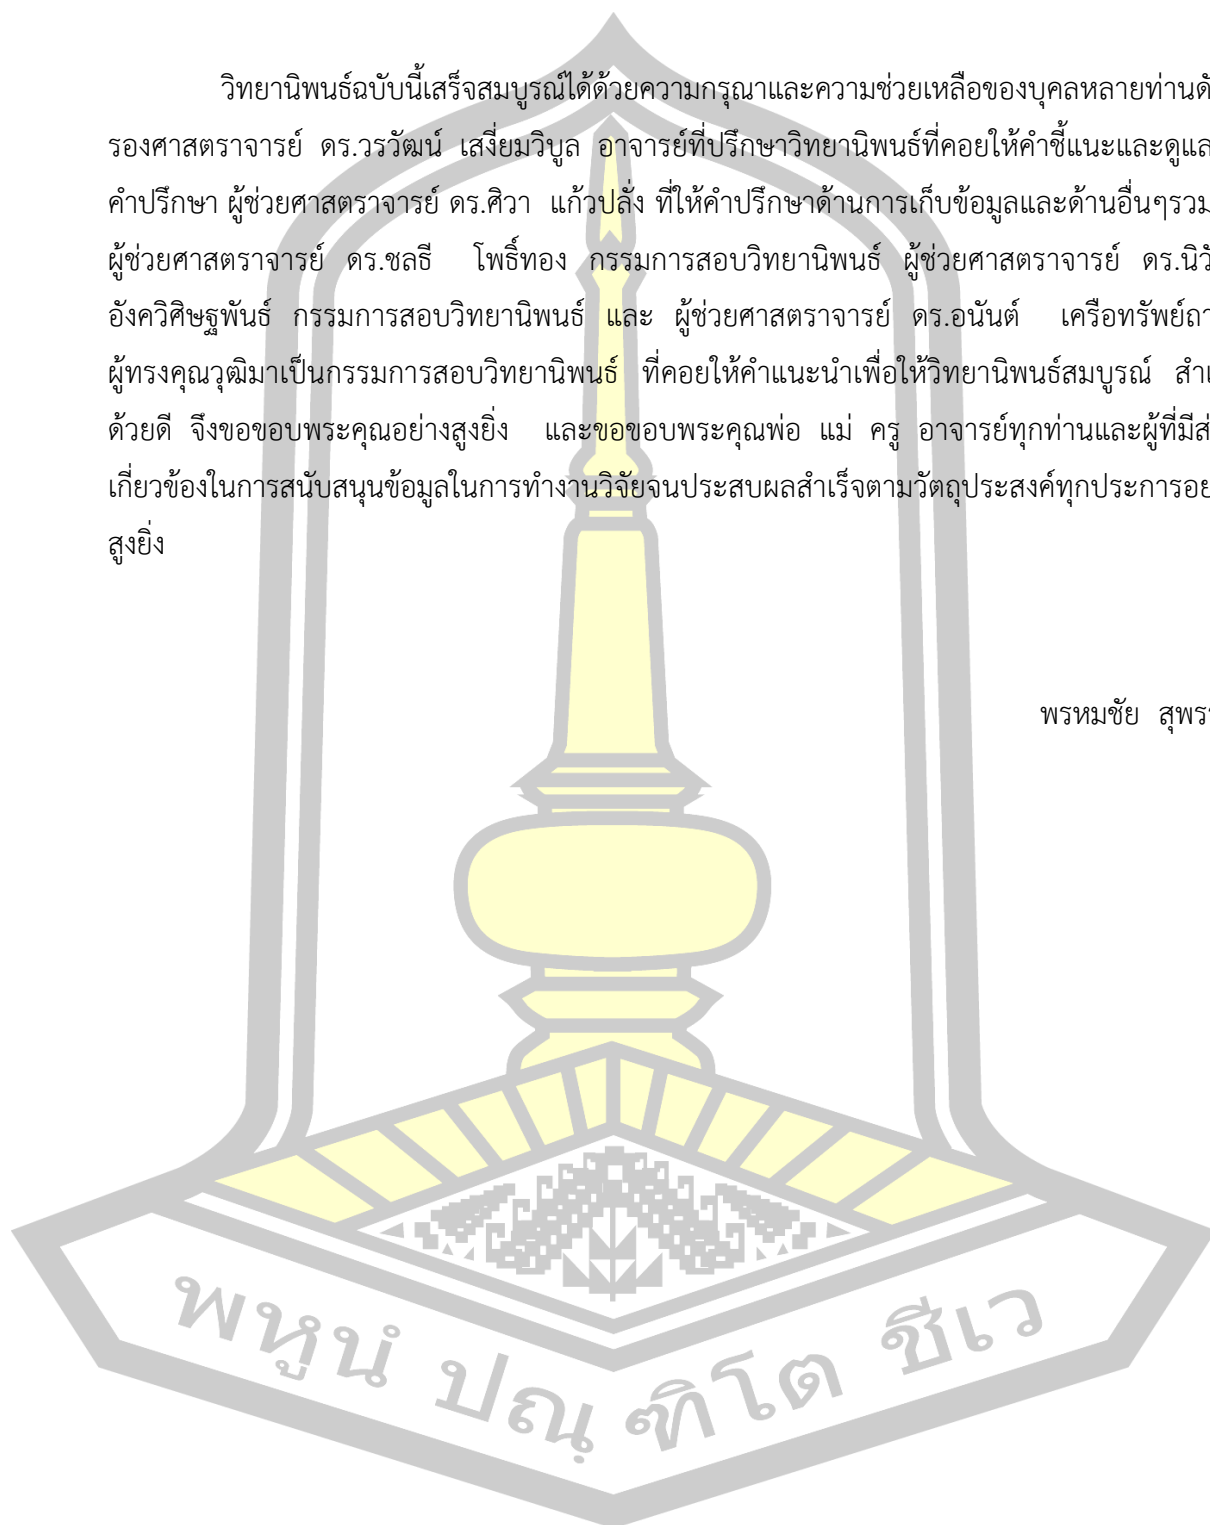 วิทยานิพนธ์ฉบับนี้เสร็จสมบูรณ์ได้ด้วยความกรุณาและความช่วยเหลือของบุคลหลายท่าน
รองศาสตราจารย์ ดร.วรวัฒน์ เสงี่ยมวิบูล อาจารย์ที่ปรึกษาวิทยานิพนธ์ที่คอยให้คำชี้แนะและดูแล
คำปรึกษา ผู้ช่วยศาสตราจารย์ ดร.ศิวา แก้วปลั่ง ที่ให้คำปรึกษาด้านการเก็บข้อมูลและด้านอื่นๆรวม
ผู้ช่วยศาสตราจารย์ ดร.ชลธี โพธิ์ทอง กรรมการสอบวิทยานิพนธ์ ผู้ช่วยศาสตราจารย์
อังควิศิษฐพันธ์ กรรมการสอบวิทยานิพนธ์ และ ผู้ช่วยศาสตราจารย์ ดร.อนันต์
ผู้ทรงคุณวุฒิมาเป็นกรรมการสอบวิทยานิพนธ์ ที่คอยให้คำแนะนำเพื่อให้วิทยานิพนธ์สมบูรณ์
ด้วยดี จึงขอขอบพระคุณอย่างสูงยิ่ง และขอขอบพระคุณพ่อ แม่ ครู อาจารย์ทุกท่านและผู้ที่มี
เกี่ยวข้องในการสนับสนุนข้อมูลในการทำงานวิจัยจนประสบผลสำเร็จตามวัตถุประสงค์ทุกประการ
สูงยิ่ง
พรหมชัย
พหูนํ ปณฺฑิโต ชีเว